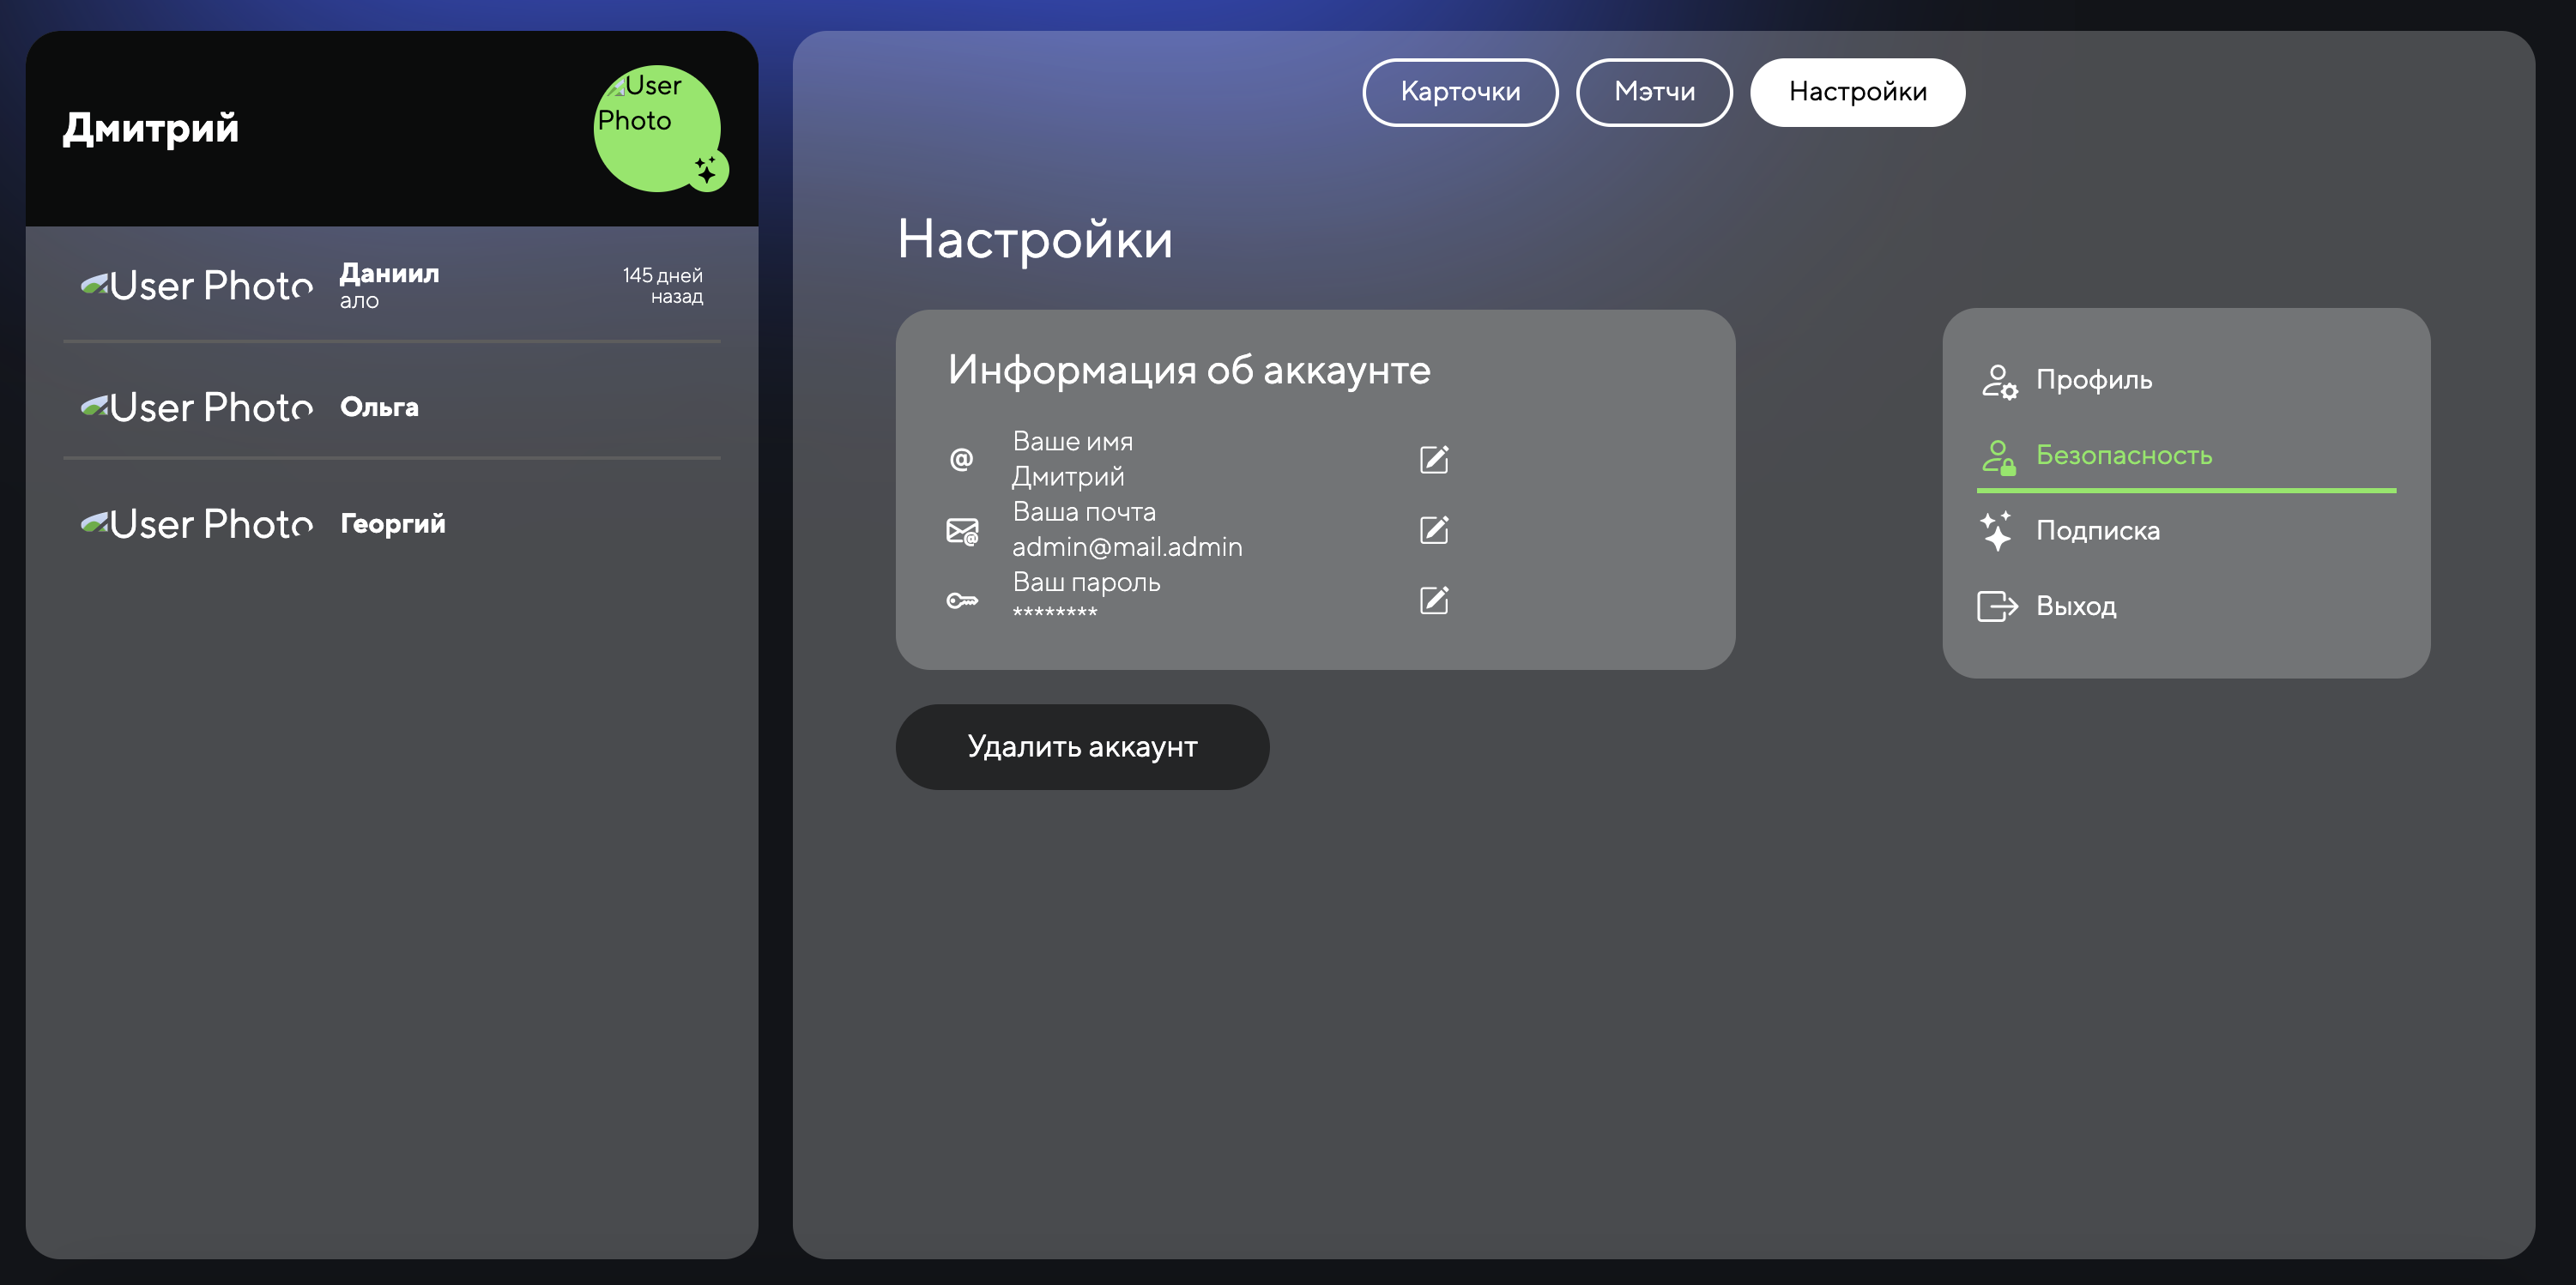 Дмитрий
User
Photo
User Photo
Даниил
ало
145 дней
назад
User Photo
Ольга
User Photo
Георгий
Карточки
Мэтчи
Настройки
Настройки
Информация об аккаунте
Ваше имя
Дмитрий
Ваша почта
admin@mail.admin
Ваш пароль
********
Удалить аккаунт
Профиль
Безопасность
Подписка
Выход